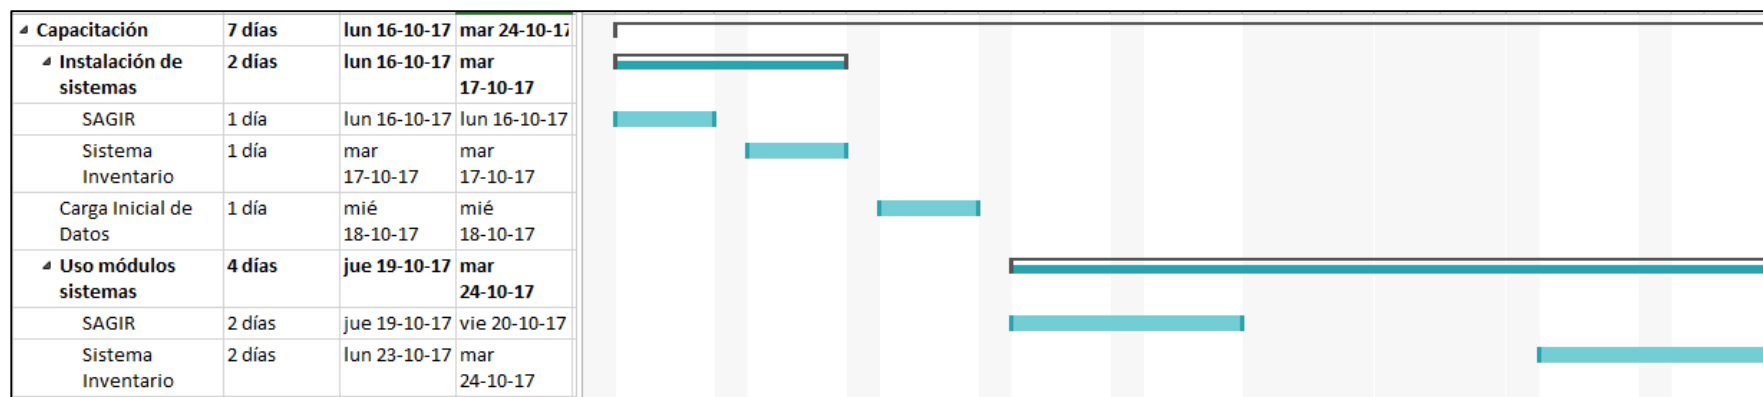 Capacitación 7 días lun 16-10-17 mar 24-10-17
Instalación de 2 días lun 16-10-17 mar
sistemas 17-10-17
SAGIR 1 día lun 16-10-17 lun 16-10-17
Sistema 1 día mar mar
Inventario 17-10-17 17-10-17
Carga Inicial de 1 día mié mié
Datos 18-10-17 18-10-17
Uso módulos 4 días jue 19-10-17 mar
sistemas 24-10-17
SAGIR 2 días jue 19-10-17 vie 20-10-17
Sistema 2 días lun 23-10-17 mar
Inventario 24-10-17